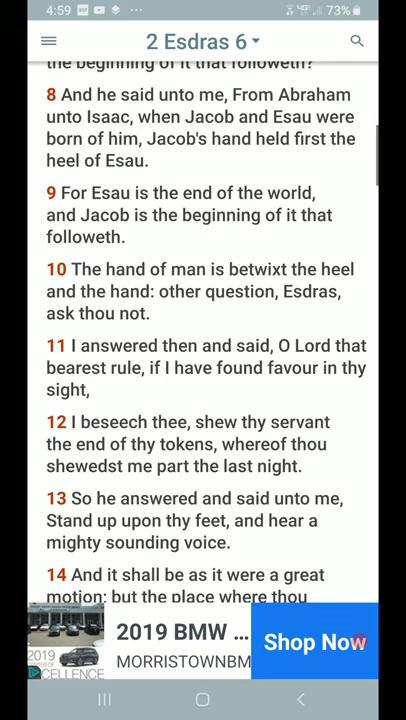 4:59 73%
2 Esdras 6
the beginning of it that followeth?
8 And he said unto me, From Abraham
unto Isaac, when Jacob and Esau were
born of him, Jacob's hand held first the
heel of Esau.
9 For Esau is the end of the world,
and Jacob is the beginning of it that
followeth.
10 The hand of man is betwixt the heel
and the hand: other question, Esdras,
ask thou not.
11 I answered then and said, O Lord that
bearest rule, if I have found favour in thy
sight,
12 I beseech thee, shew thy servant
the end of thy tokens, whereof thou
shewedst me part the last night.
13 So he answered and said unto me,
Stand up upon thy feet, and hear a
mighty sounding voice.
14 And it shall be as it were a great
motion; but the place where thou
2019 BMW ...
MORRISTOWNBM
Shop Now
2019
CELLENCE